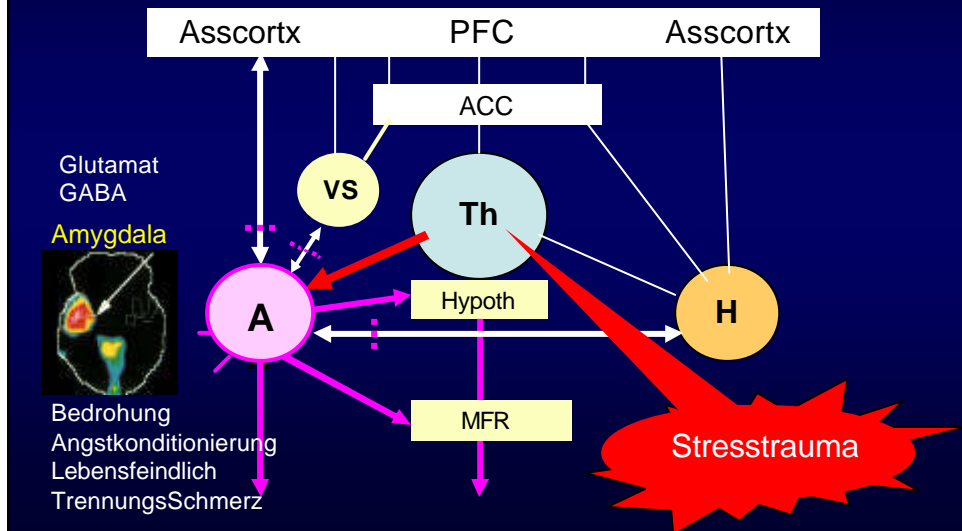 Asscortx PFC Asscortx
ACC
Glutamat
GABA
VS
Th
Amygdala
A
Hypoth
H
Bedrohung
Angstkonditionierung
Lebensfeindlich
TrennungsSchmerz
MFR
Stresstrauma